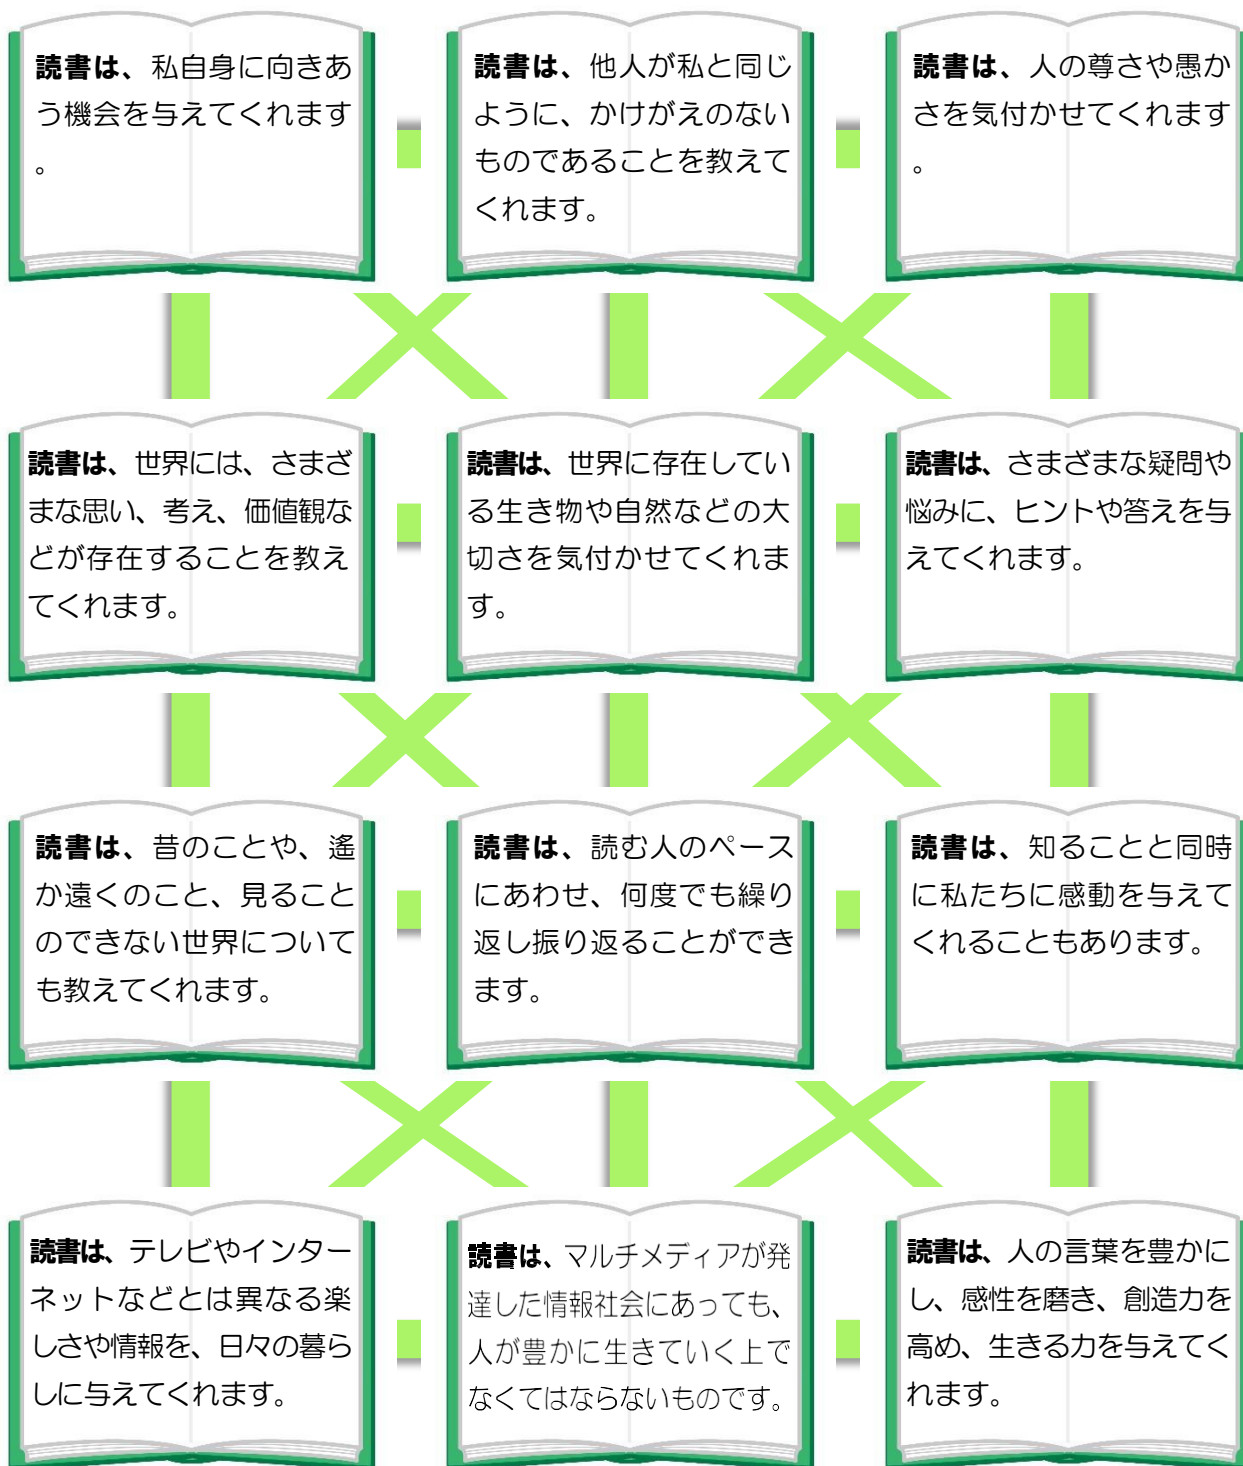 読書は、私自身に向きあ
う機会を与えてくれます
。
読書は、他人が私と同じ
ように、かけがえのない
ものであることを教えて
くれます。
読書は、人の尊さや愚か
さを気付かせてくれます
。
読書は、世界には、さまざ
まな思い、考え、価値観な
どが存在することを教え
てくれます。
読書は、世界に存在してい
る生き物や自然などの大
切さを気付かせてくれま
す。
読書は、さまざまな疑問や
悩みに、ヒントや答えを与
えてくれます。
読書は、昔のことや、遙
か遠くのこと、見ること
のできない世界について
も教えてくれます。
読書は、読む人のペース
にあわせ、何度でも繰り
返し振り返ることができ
ます。
読書は、知ることと同時
に私たちに感動を与えて
くれることもあります。
読書は、テレビやインター
ネットなどとは異なる楽
しさや情報を、日々の暮ら
しに与えてくれます。
読書は、マルチメディアが発
達した情報社会にあっても、
人が豊かに生きていく上で
なくてはならないものです。
読書は、人の言葉を豊かに
し、感性を磨き、創造力を
高め、生きる力を与えてく
れます。